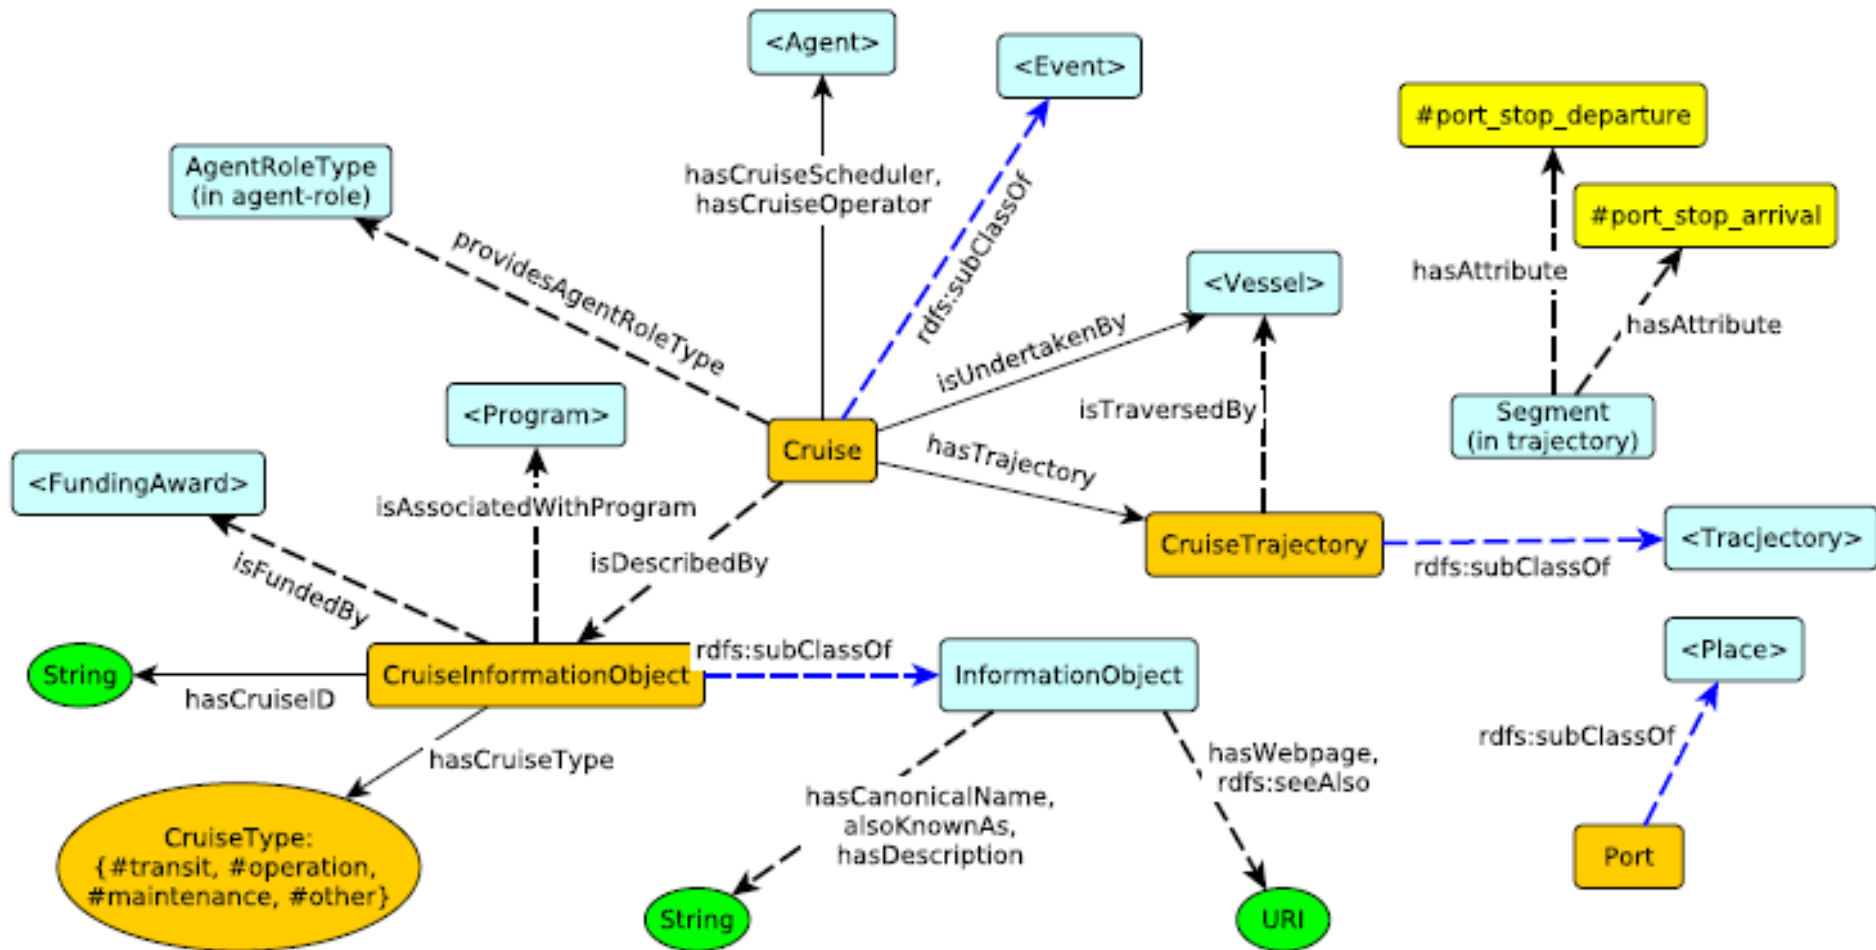 <Agent>
<Event>
#port_stop_departure
AgentRoleType
(in agent-role)
hasCruiseScheduler,
hasCruiseOperator
rdfs:subClassOf
#port_stop_arrival
providesAgentRoleType
<Vessel>
hasAttribute
hasAttribute
isUndertakenBy
<Program>
isTraversedBy
Segment
(in trajectory)
Cruise
hasTrajectory
<FundingAward>
isAssociatedWithProgram
CruiseTrajectory
rdfs:subClassOf
<Tracjectory>
isFundedBy
isDescribedBy
String
hasCruiseID
CruiseInformationObject
rdfs:subClassOf
InformationObject
<Place>
hasCruiseType
hasWebpage,
rdfs:seeAlso
rdfs:subClassOf
hasCanonicalName,
alsoKnownAs,
hasDescription
CruiseType:
{#transit, #operation,
#maintenance, #other}
Port
String
URI